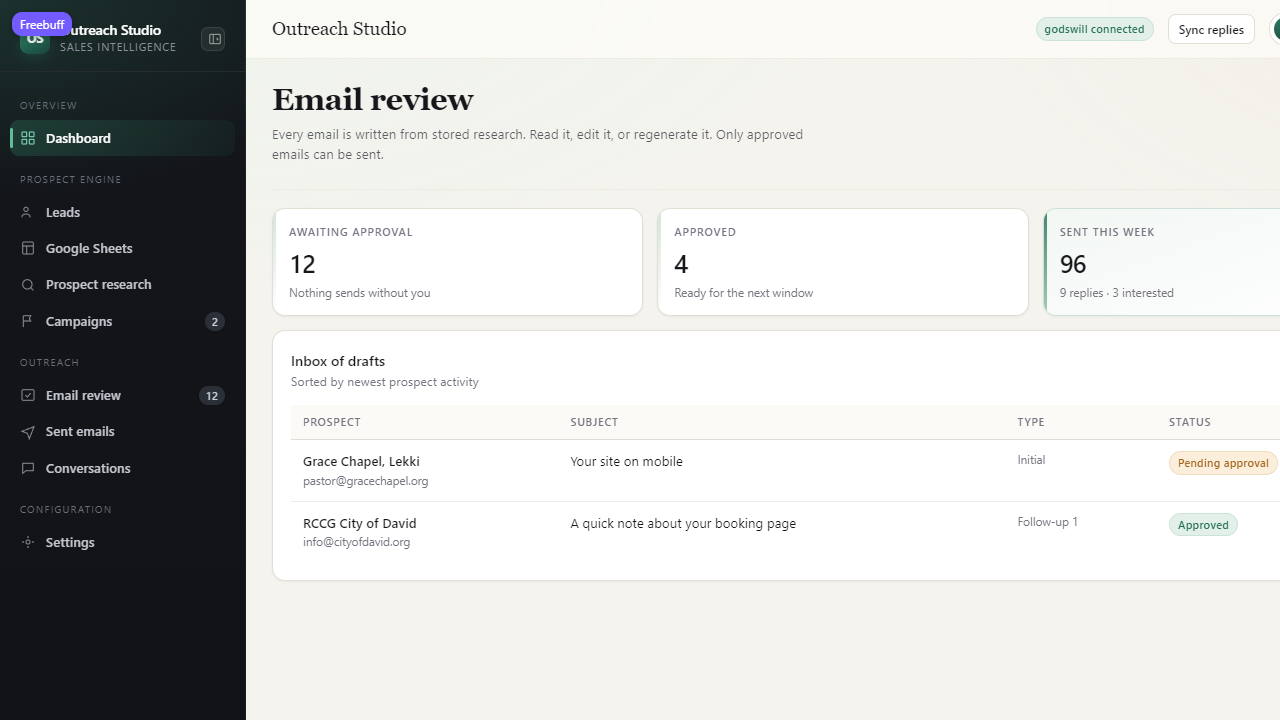 Freebuff
OS
utreach Studio
SALES INTELLIGENCE
OVERVIEW
Dashboard
PROSPECT ENGINE
Leads
Google Sheets
Prospect research
Campaigns 2
OUTREACH
Email review 12
Sent emails
Conversations
CONFIGURATION
Settings
Outreach Studio
godswill connected
Sync replies
Email review
Every email is written from stored research. Read it, edit it, or regenerate it. Only approved
emails can be sent.
AWAITING APPROVAL
12
Nothing sends without you
APPROVED
4
Ready for the next window
SENT THIS WEEK
96
9 replies · 3 interested
Inbox of drafts
Sorted by newest prospect activity
PROSPECT SUBJECT TYPE STATUS
Grace Chapel, Lekki Your site on mobile Initial Pending approval
pastor@gracechapel.org
RCCG City of David A quick note about your booking page Follow-up 1 Approved
info@cityofdavid.org